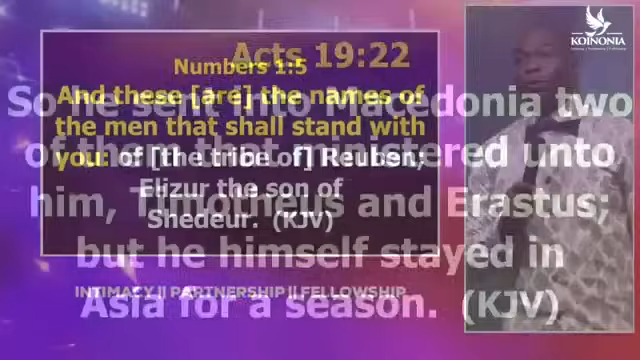 KOINONIA
Acts 19:22
So he sent into Macedonia two
of them that ministered unto
him, Timotheus and Erastus;
but he himself stayed in
Asia for a season. (KJV)
Numbers 1:5
And these [are] the names of
the men that shall stand with
you: of [the tribe of] Reuben;
Elizur the son of
Shedeur. (KJV)
INTIMACY || PARTNERSHIP || FELLOWSHIP